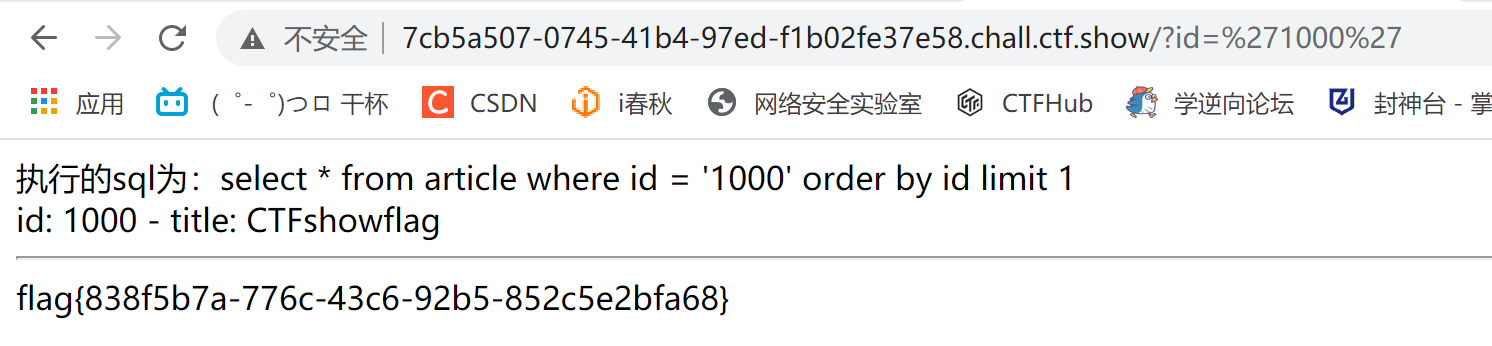 不安全 7cb5a507-0745-41b4-97ed-f1b02fe37e58.chall.ctf.show/?id=%271000%27
应用 (゜-゜)つロ 干杯 CSDN i春秋 网络安全实验室 CTFHub 学逆向论坛 封神台 - 掌
执行的sql为：select * from article where id = '1000' order by id limit 1
id: 1000 - title: CTFshowflag
flag{838f5b7a-776c-43c6-92b5-852c5e2bfa68}